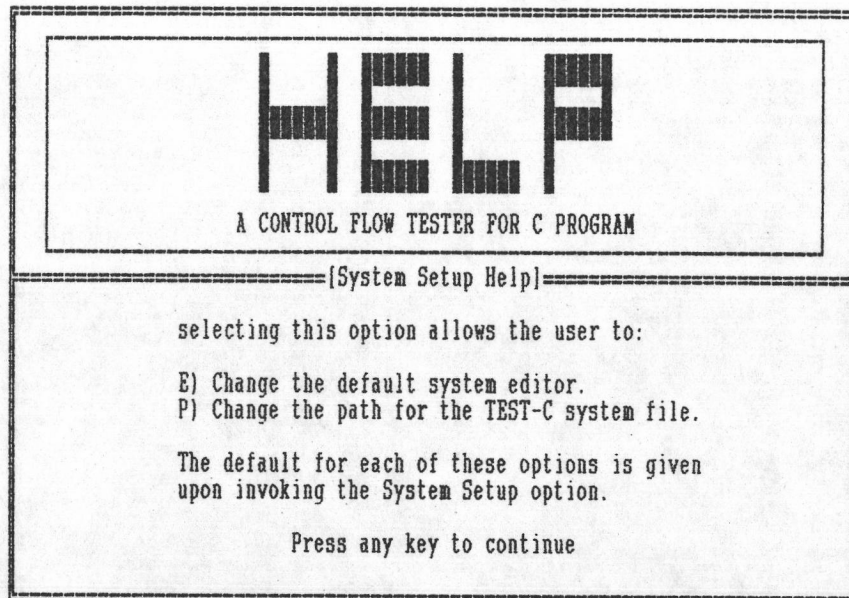 HELP
A CONTROL FLOW TESTER FOR C PROGRAM
[System Setup Help]
selecting this option allows the user to:
E) Change the default system editor.
P) Change the path for the TEST-C system file.
The default for each of these options is given
upon invoking the System Setup option.
Press any key to continue